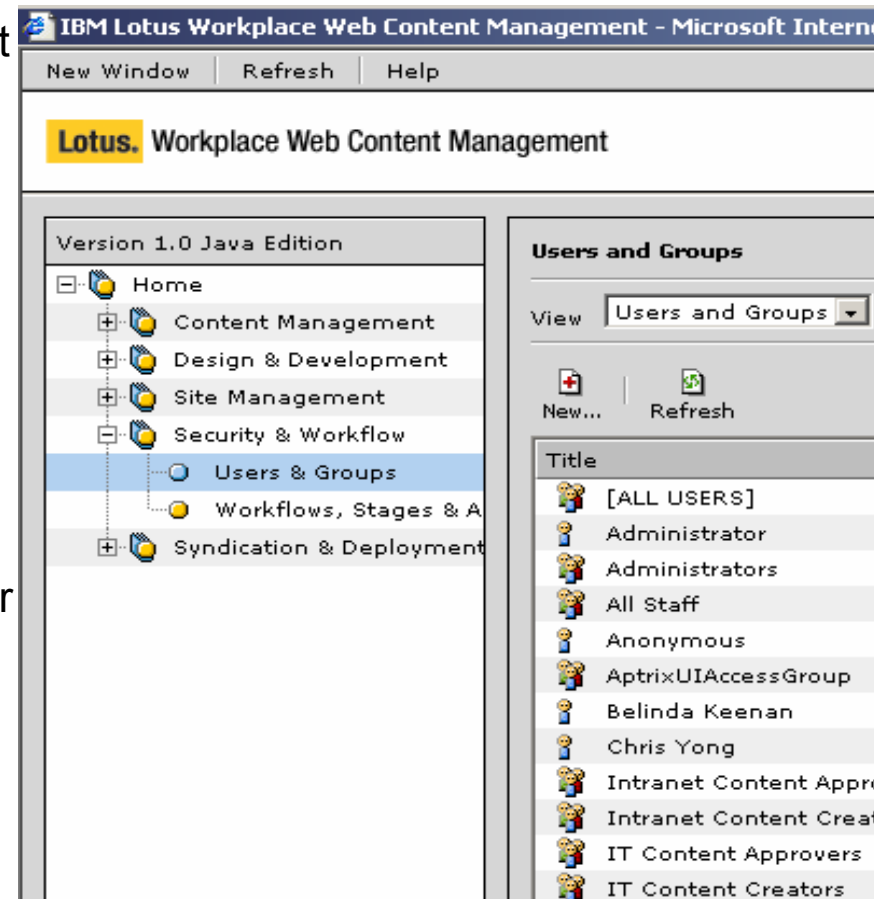 t
IBM Lotus Workplace Web Content Management - Microsoft Interne
New Window Refresh Help
Lotus. Workplace Web Content Management
Version 1.0 Java Edition
Home
Content Management
Design & Development
Site Management
Security & Workflow
Users & Groups
Workflows, Stages & A
Syndication & Deployment
r
Users and Groups
View Users and Groups
New... Refresh
Title
[ALL USERS]
Administrator
Administrators
All Staff
Anonymous
AptrixUIAccessGroup
Belinda Keenan
Chris Yong
Intranet Content Appro
Intranet Content Creat
IT Content Approvers
IT Content Creators